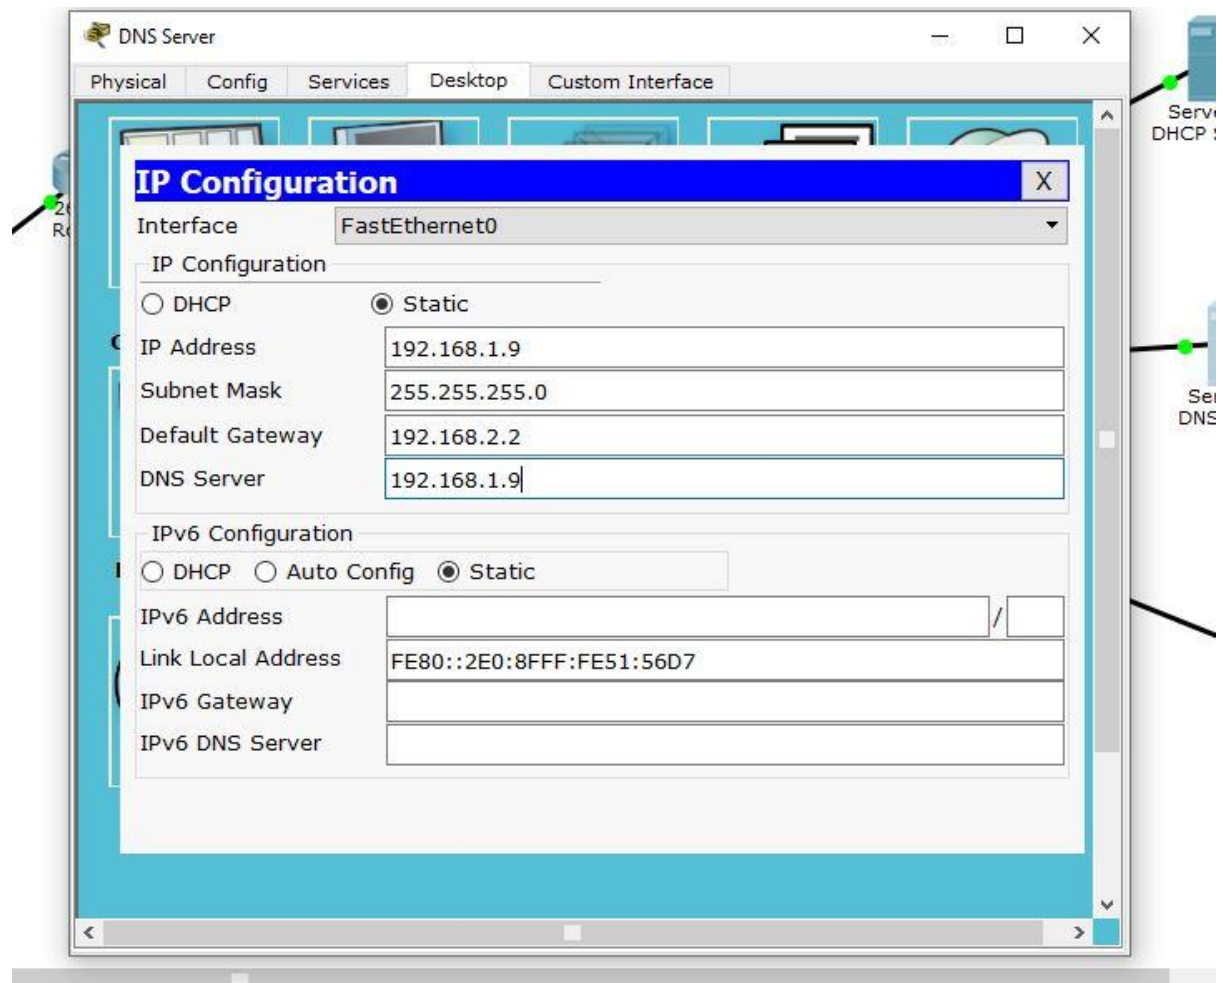 DNS Server
Physical Config Services Desktop Custom Interface
IP Configuration X
Interface FastEthernet0
IP Configuration
DHCP Static
IP Address 192.168.1.9
Subnet Mask 255.255.255.0
Default Gateway 192.168.2.2
DNS Server 192.168.1.9
IPv6 Configuration
DHCP Auto Config Static
IPv6 Address /
Link Local Address FE80::2E0:8FFF:FE51:56D7
IPv6 Gateway
IPv6 DNS Server
DHCP
DNS